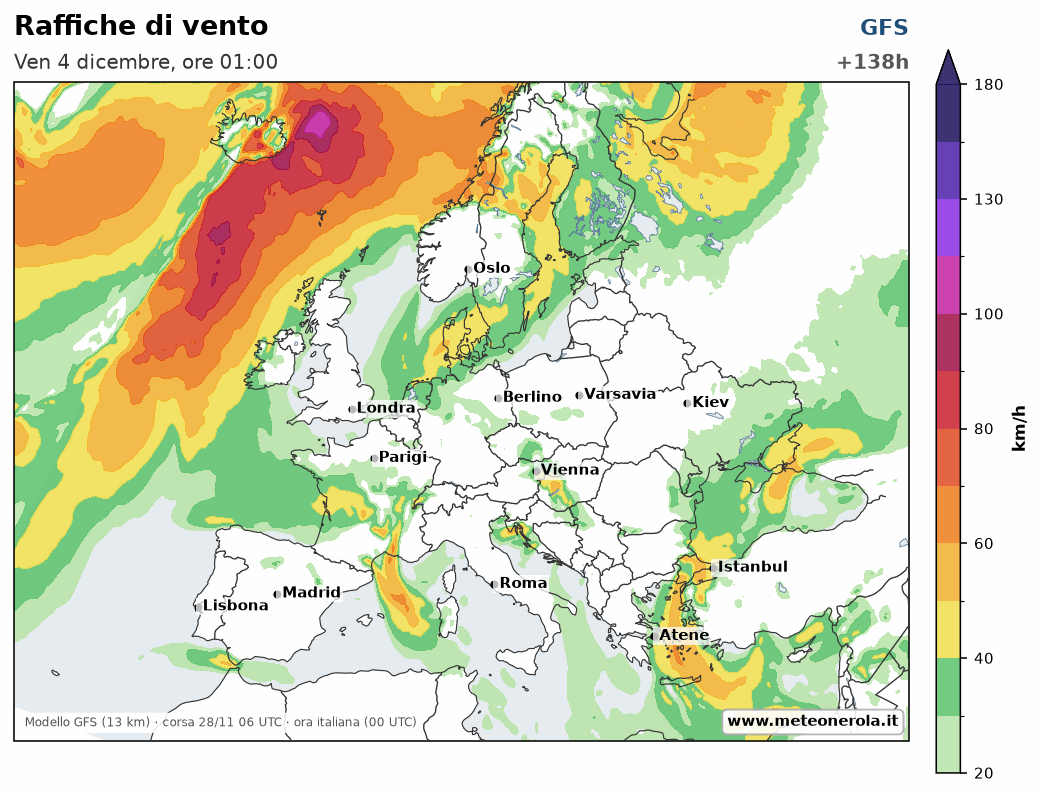 Raffiche di vento
GFS
Ven 4 dicembre, ore 01:00
+138h
180
130
100
80
60
40
20
km/h
Oslo
Berlino
Varsavia
Kiev
Londra
Parigi
Vienna
Istanbul
Roma
Madrid
Lisbona
Atene
Modello GFS (13 km) · corsa 28/11 06 UTC · ora italiana (00 UTC)
www.meteonerola.it